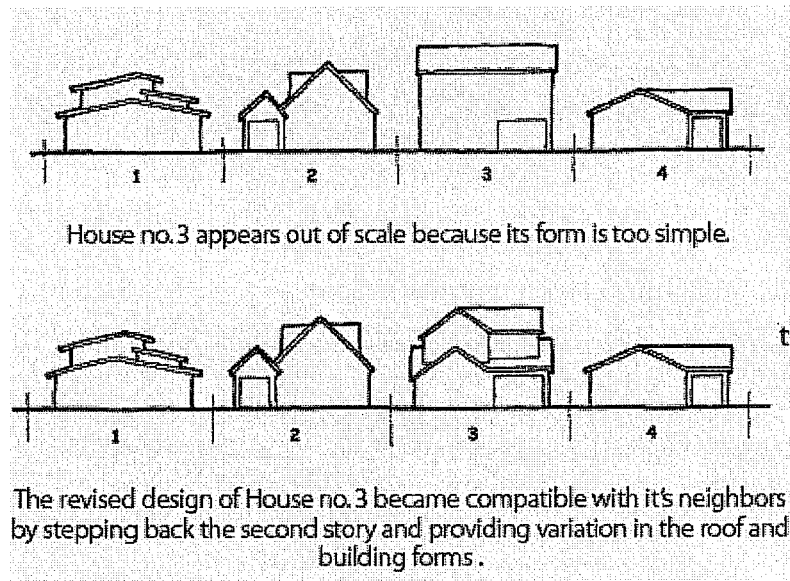 1 2 3 4
House no. 3 appears out of scale because its form is too simple.
t
1 2 3 4
The revised design of House no. 3 became compatible with it's neighbors
by stepping back the second story and providing variation in the roof and
building forms .